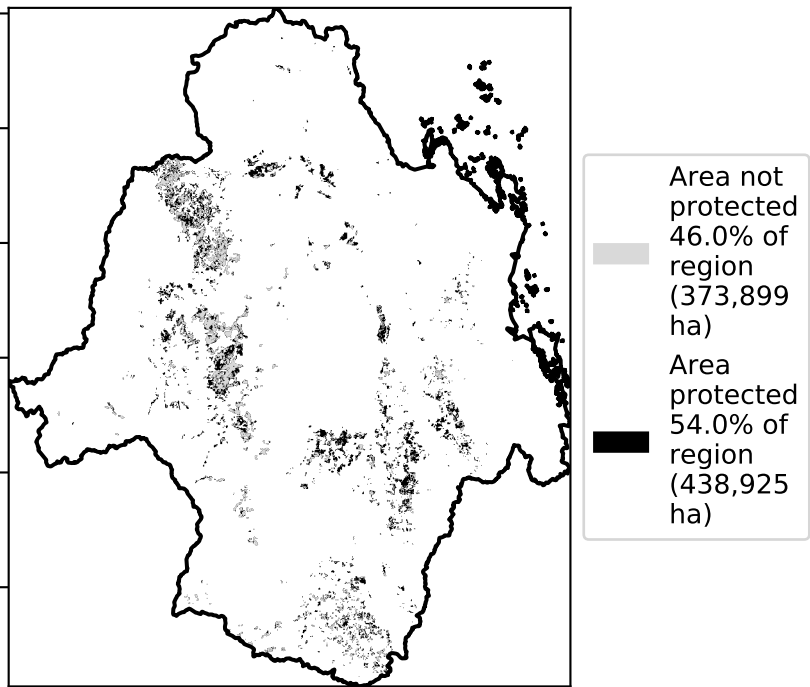 Area not
protected
46.0% of
region
(373,899
ha)
Area
protected
54.0% of
region
(438,925
ha)